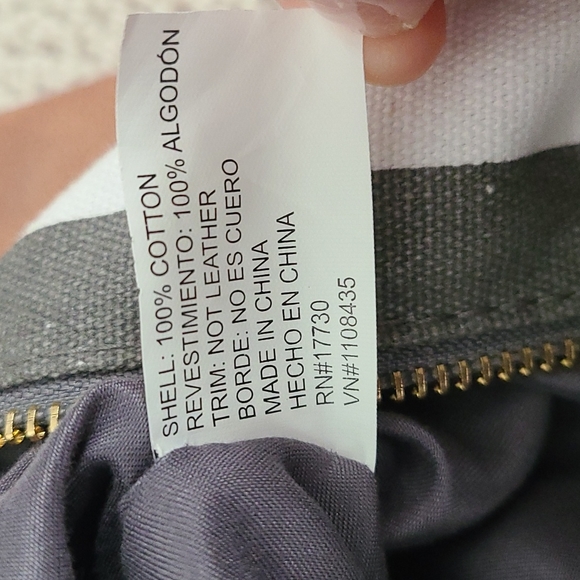 SHELL: 100% COTTON
REVESTIMIENTO: 100% ALGODÓN
TRIM: NOT LEATHER
BORDE: NO ES CUERO
MADE IN CHINA
HECHO EN CHINA
RN#17730
VN#1108435